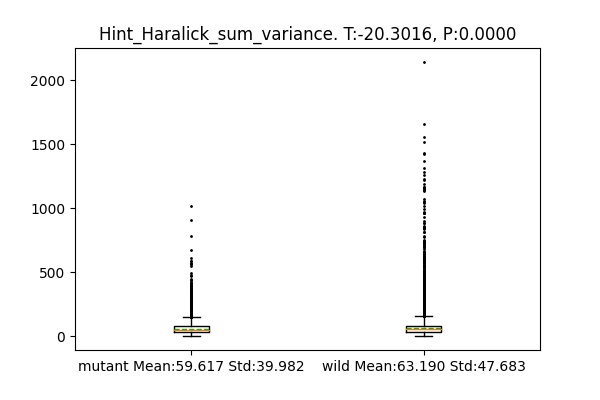 Hint_Haralick_sum_variance. T:-20.3016, P:0.0000
2000
1500
1000
500
0
mutant Mean:59.617 Std:39.982 wild Mean:63.190 Std:47.683